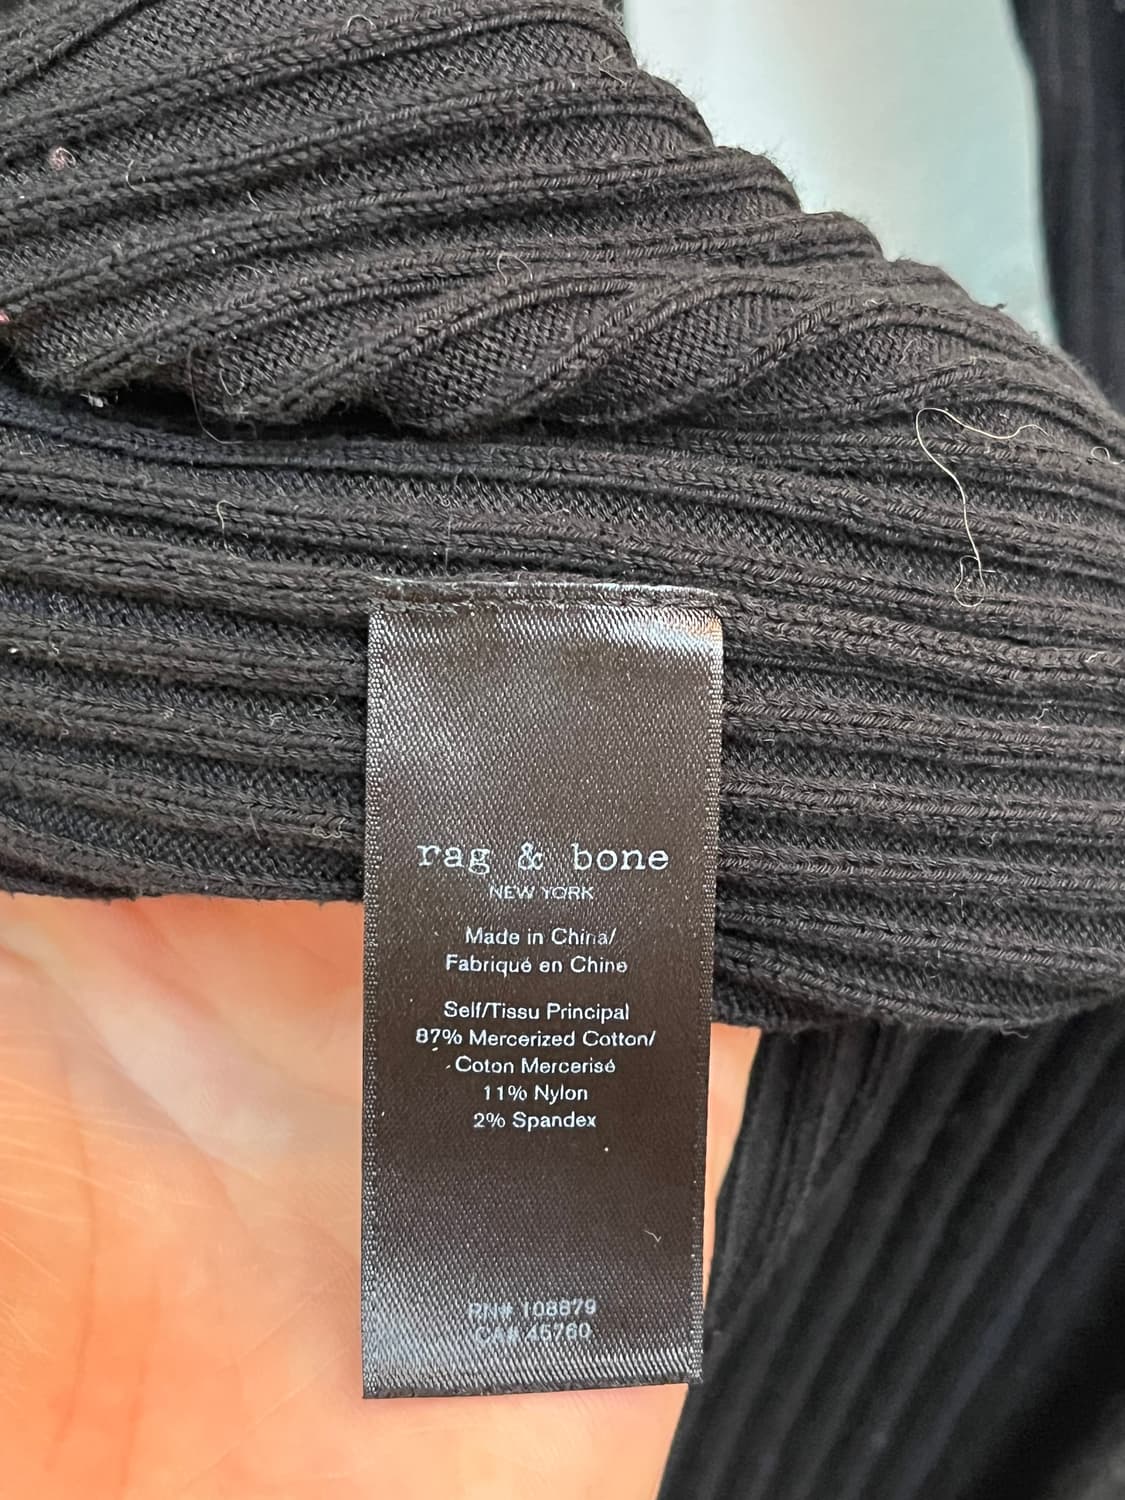 rag & bone
NEW YORK
Made in China/
Fabriqué en Chine
Self/Tissu Principal
87% Mercerized Cotton/
Coton Mercerisé
11% Nylon
2% Spandex
RN# 108879
CA# 45760